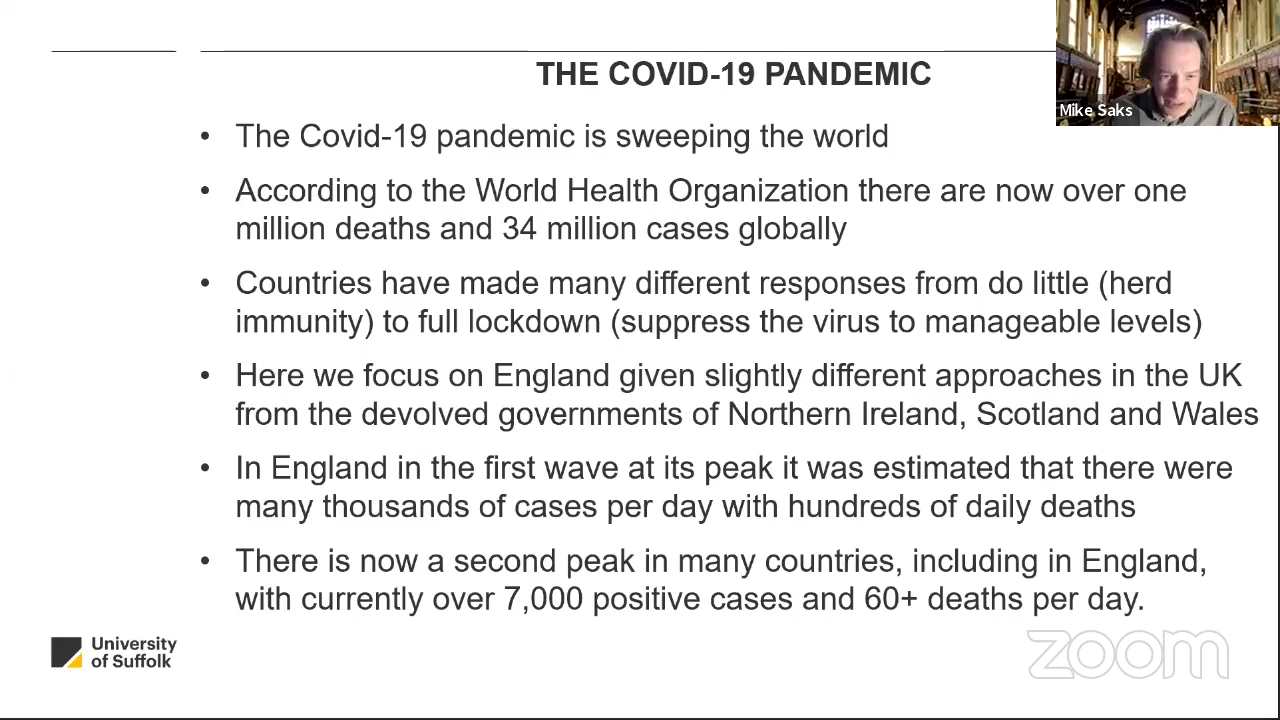 THE COVID-19 PANDEMIC
Mike Saks
• The Covid-19 pandemic is sweeping the world
• According to the World Health Organization there are now over one
million deaths and 34 million cases globally
• Countries have made many different responses from do little (herd
immunity) to full lockdown (suppress the virus to manageable levels)
• Here we focus on England given slightly different approaches in the UK
from the devolved governments of Northern Ireland, Scotland and Wales
• In England in the first wave at its peak it was estimated that there were
many thousands of cases per day with hundreds of daily deaths
• There is now a second peak in many countries, including in England,
with currently over 7,000 positive cases and 60+ deaths per day.
University
of Suffolk
zoom